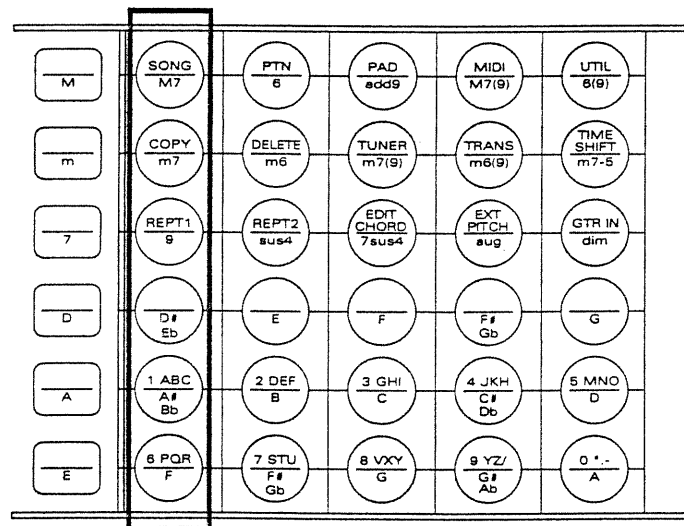 SONG PTN PAD MIDI UTIL
M M7 6 add9 M7(9) 6(9)
COPY DELETE TUNER TRANS TIME SHIFT
m m7 m6 m7(9) m6(9) m7-5
REPT1 REPT2 EDIT CHORD EXT PITCH GTR IN
7 9 sus4 7sus4 aug dim
D D# E F F# G
Eb Gb
1 ABC 2 DEF 3 GHI 4 JKH 5 MNO
A A# B C C# D
Bb Db
6 PQR 7 STU 8 VXY 9 YZ/ 0 *.-
E F F# G G# A
Gb Ab